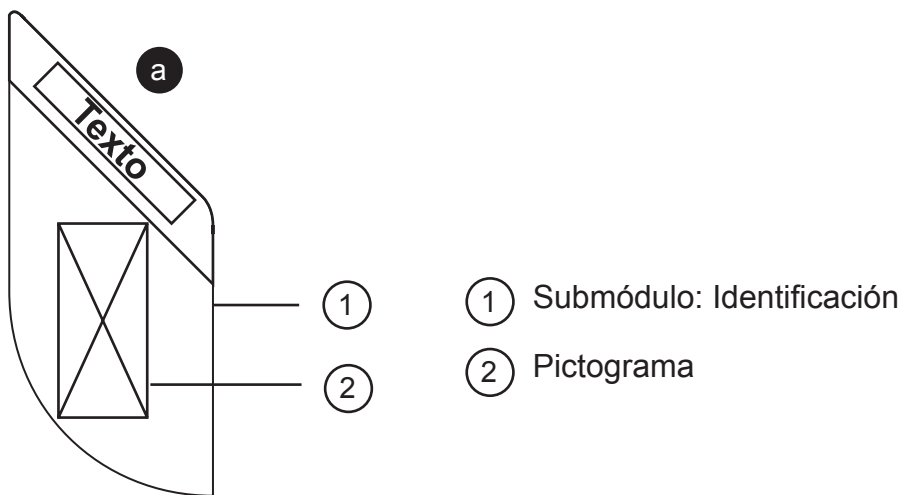 a
Texto
1
1 Submódulo: Identificación
2
2 Pictograma